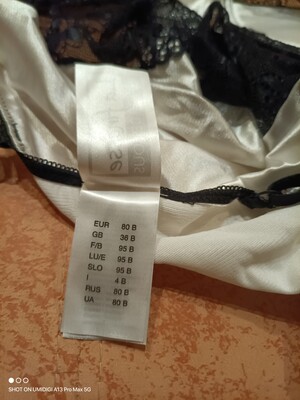 EUR 80 B
GB 36 B
F/B 95 B
LU/E 95 B
SLO 95 B
I 4 B
RUS 80 B
UA 80 B
SHOT ON UMIDIGI A13 Pro Max 5G